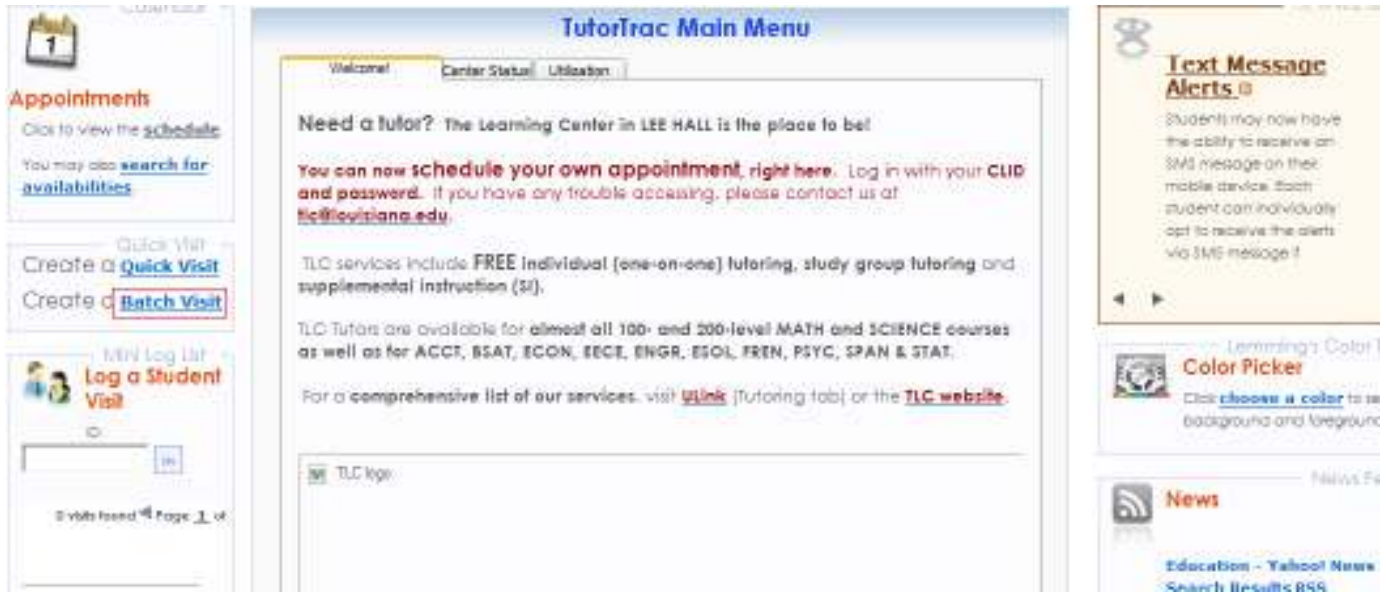 Calendar
1
Appointments
Click to view the schedule
You may also search for
availabilities
Quick Visit
Create a Quick Visit
Create a Batch Visit
Mini Log List
Log a Student
Visit
ID
In
0 visits found Page 1 of
TutorTrac Main Menu
Welcome! Center Status Utilization
Need a tutor? The Learning Center in LEE HALL is the place to be!
You can now schedule your own appointment, right here. Log in with your CLID
and password. If you have any trouble accessing, please contact us at
tlc@louisiana.edu.
TLC services include FREE individual (one-on-one) tutoring, study group tutoring and
supplemental instruction (SI).
TLC Tutors are available for almost all 100- and 200-level MATH and SCIENCE courses
as well as for ACCT, BSAT, ECON, EECE, ENGR, ESOL, FREN, PSYC, SPAN & STAT.
For a comprehensive list of our services, visit ULink (Tutoring tab) or the TLC website.
TLC logo
Text Message
Alerts
Students may now have
the ability to receive an
SMS message on their
mobile device. Each
student can individually
opt to receive the alerts
via SMS message if
Lemming's Color
Color Picker
Click choose a color to
background and foreground
News
News
Education - Yahoo! News
Search Results RSS